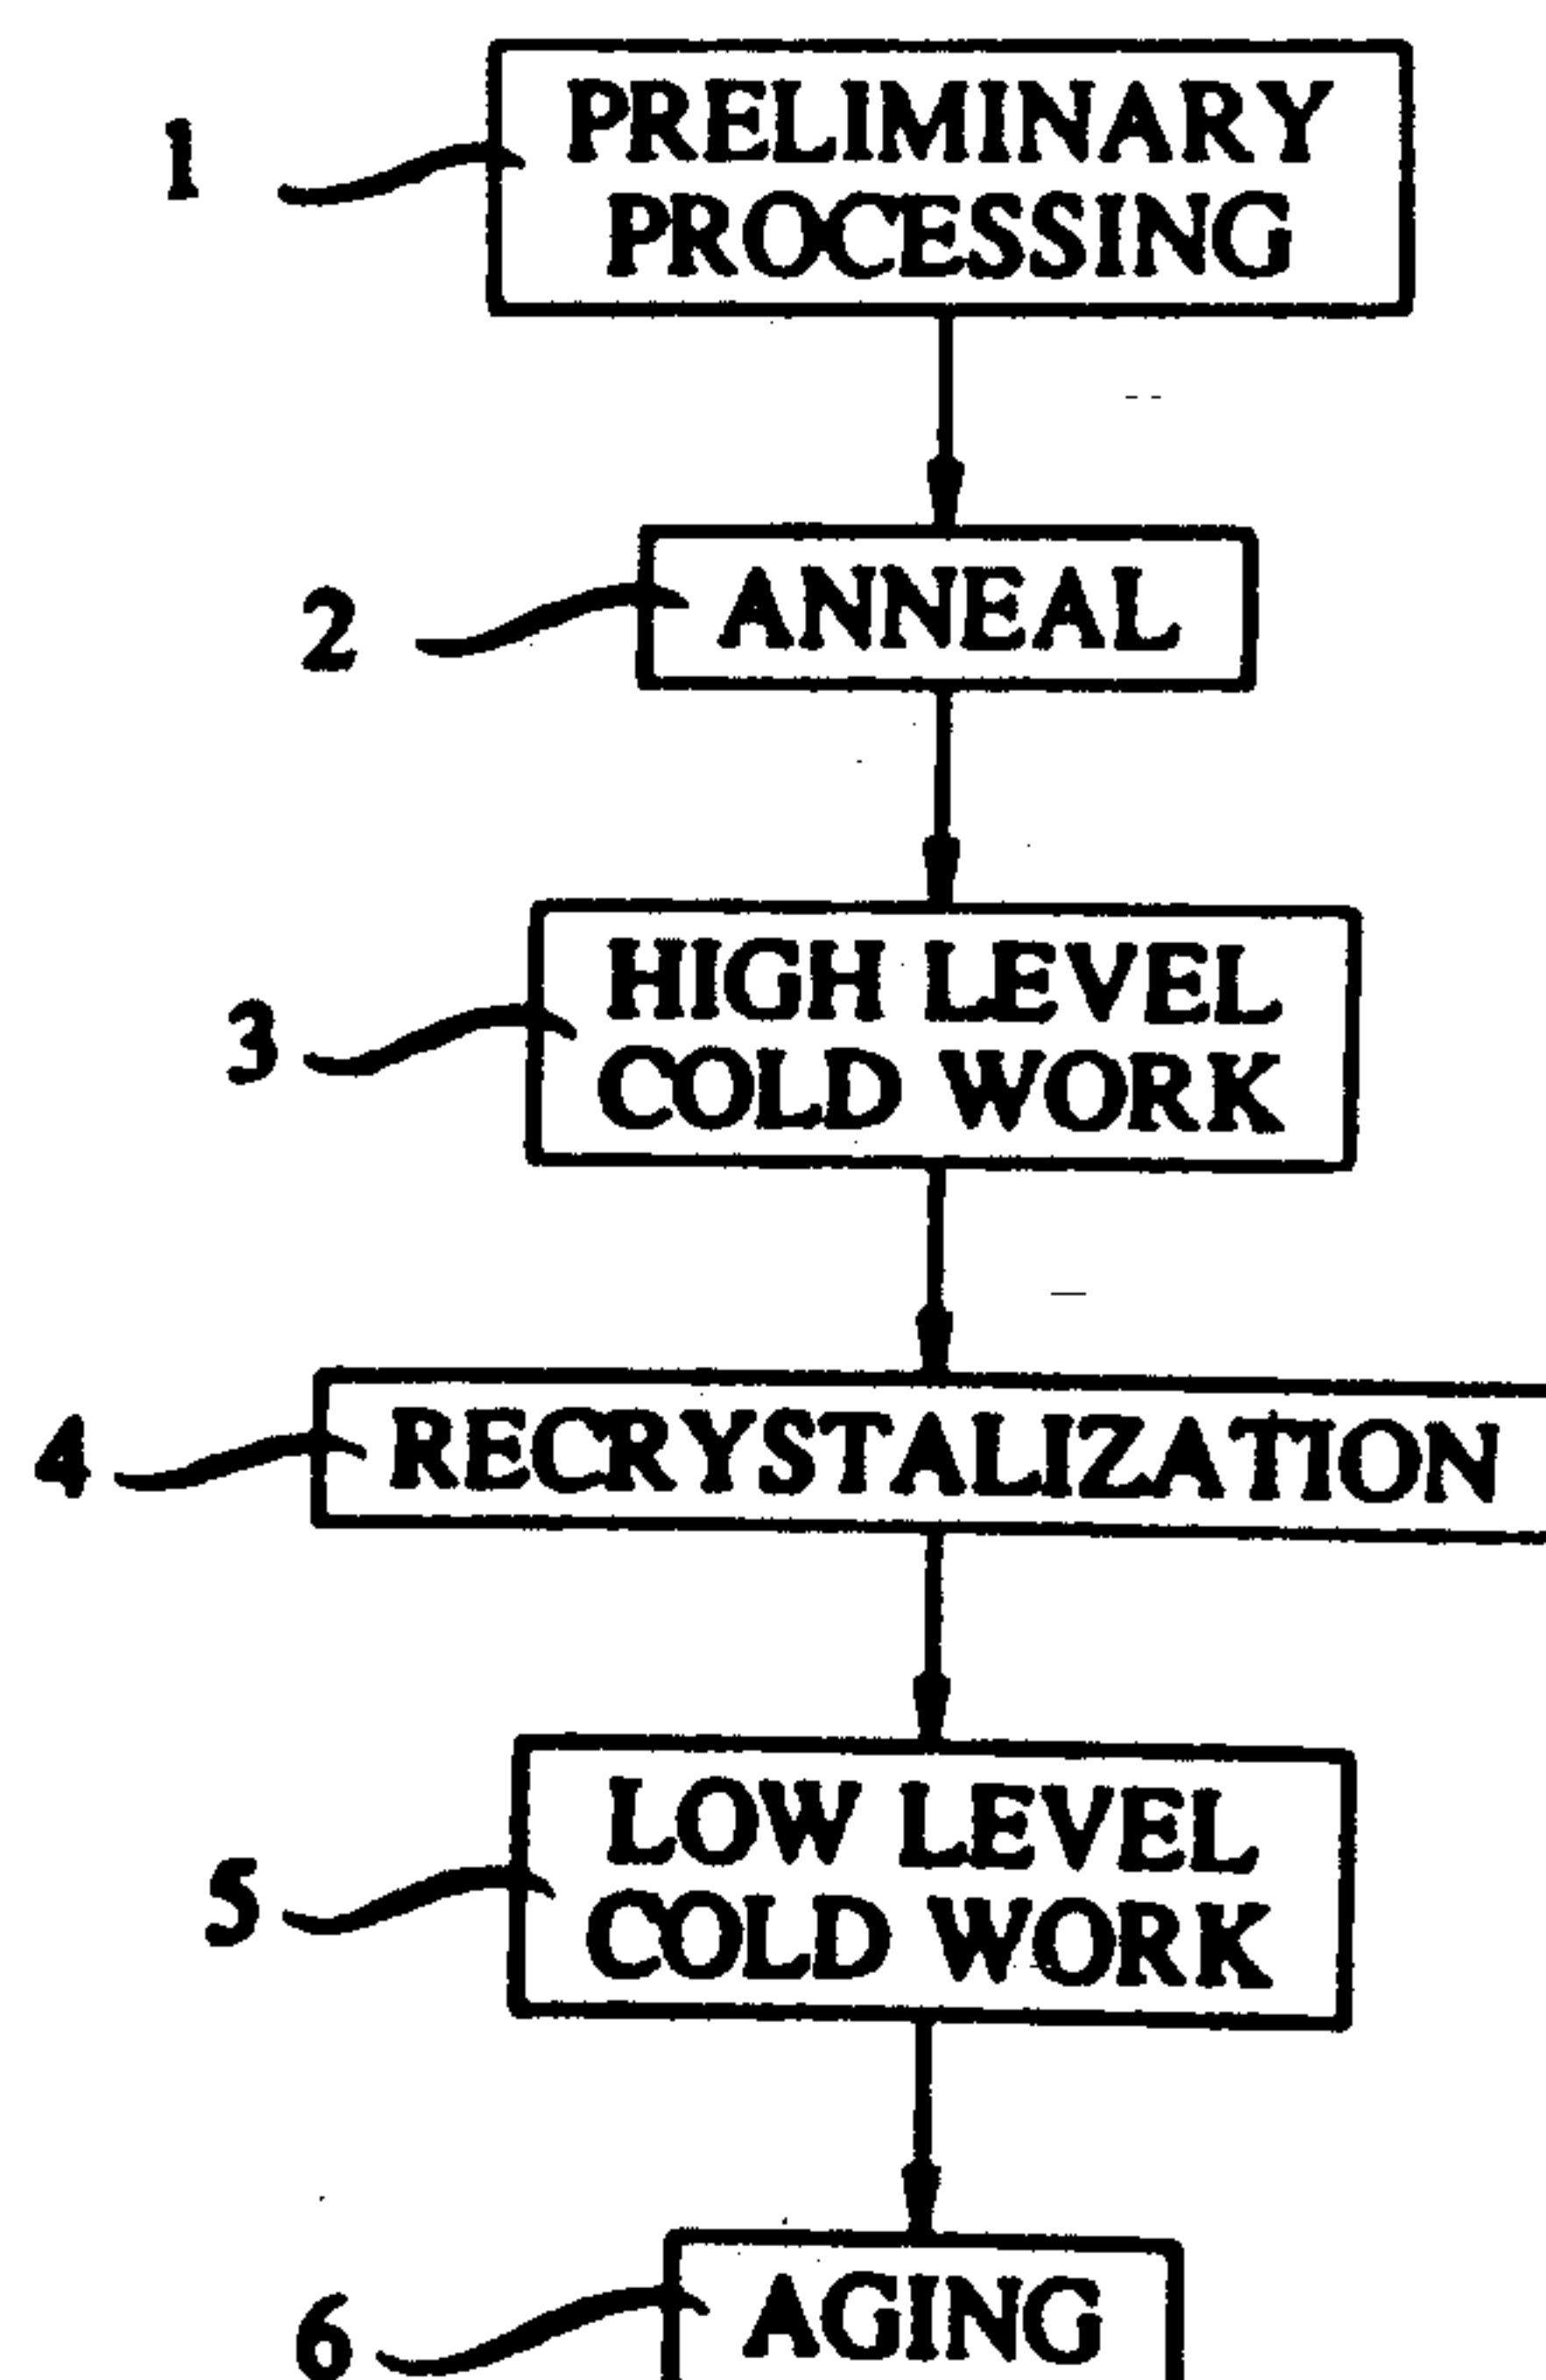 1
PRELIMINARY
PROCESSING
2
ANNEAL
3
HIGH LEVEL
COLD WORK
4
RECRYSTALIZATION
5
LOW LEVEL
COLD WORK
6
AGING